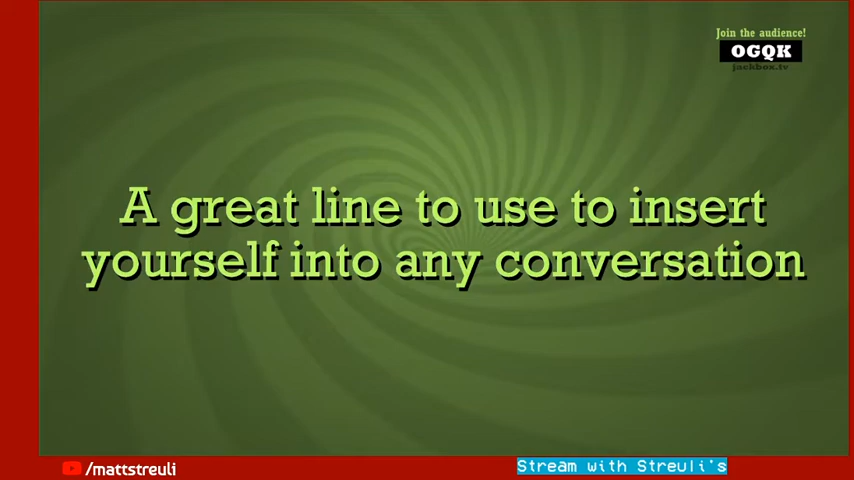 Join the audience!
OGQK
jackbox.tv
A great line to use to insert
yourself into any conversation
/mattstreuli
Stream with Streuli's